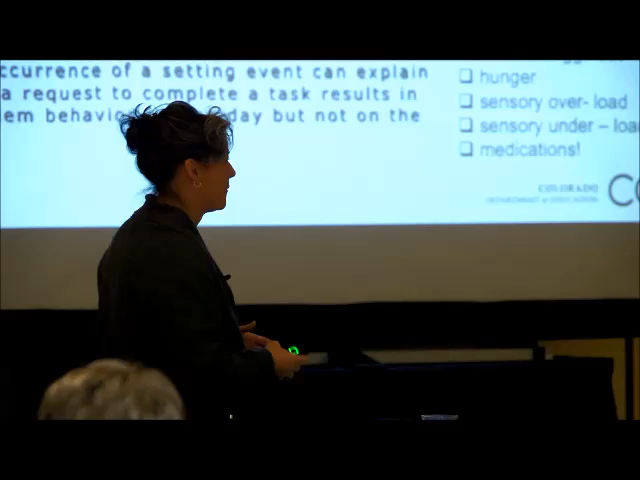 ccurrence of a setting event can explain
a request to complete a task results in
em behavio day but not on the
hunger
sensory over- load
sensory under – loa
medications!
COLORADO